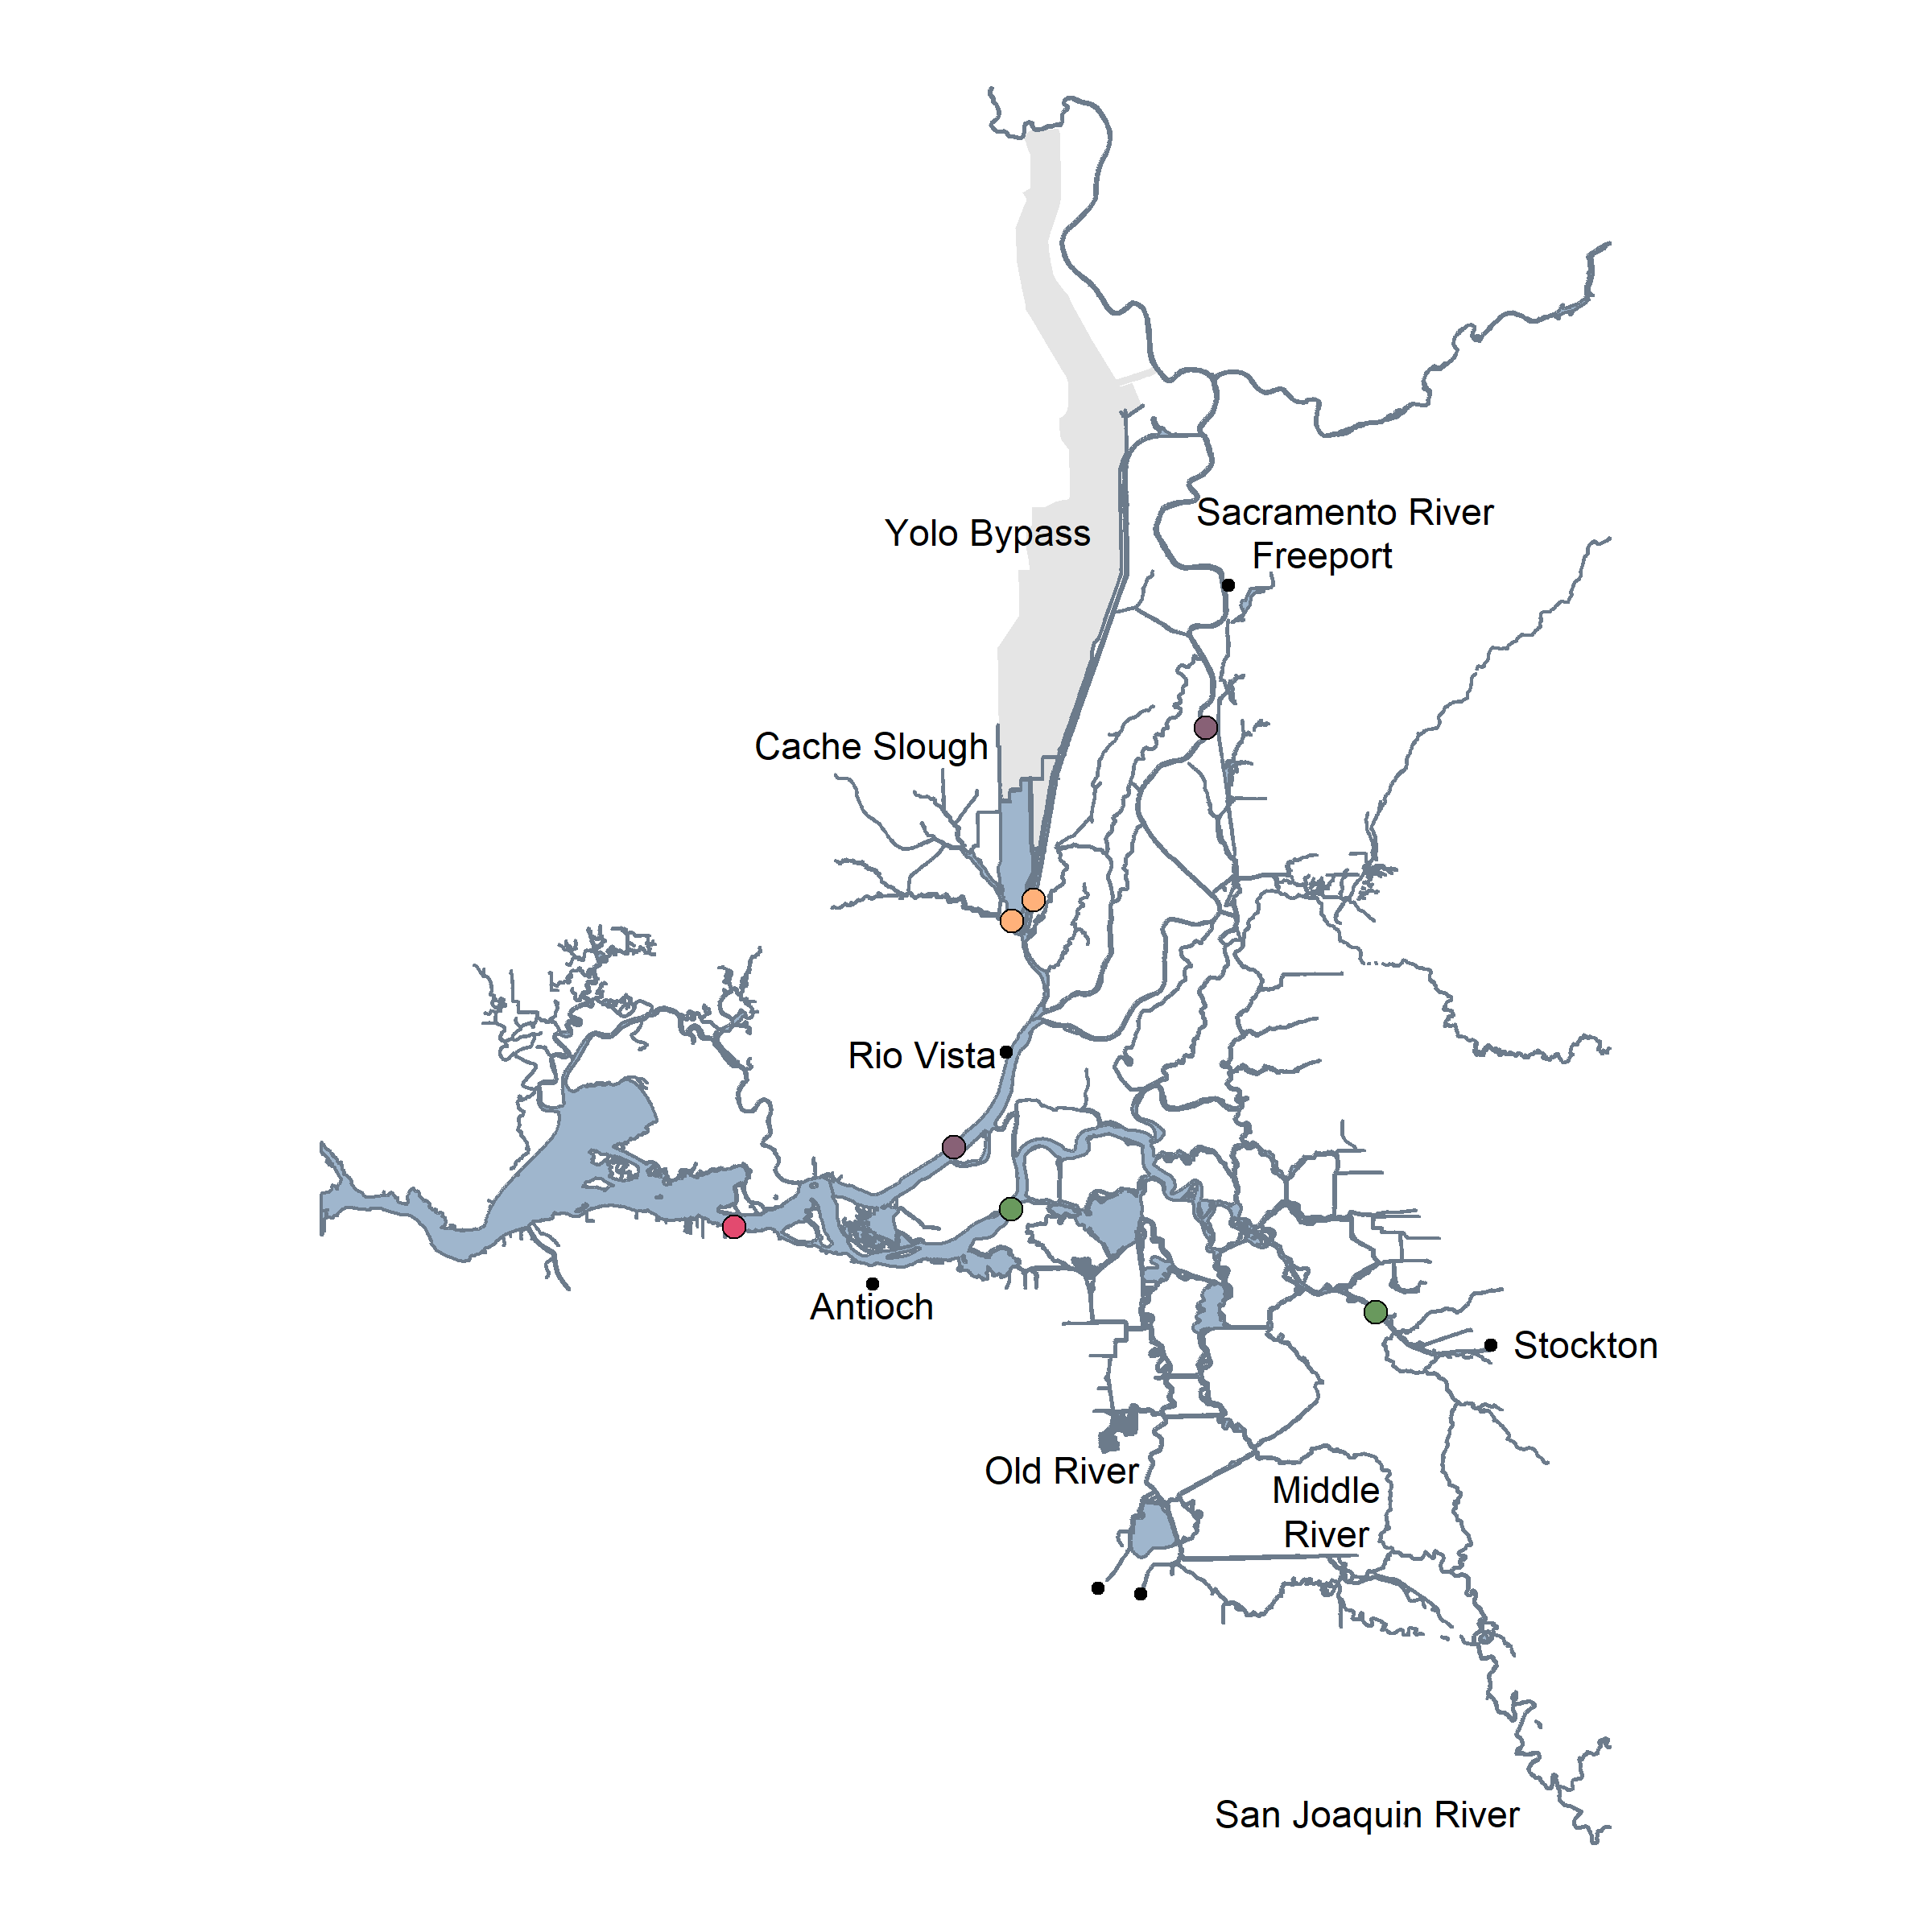 Sacramento River
Freeport
Yolo Bypass
Cache Slough
Rio Vista
Antioch
Stockton
Old River
Middle
River
San Joaquin River